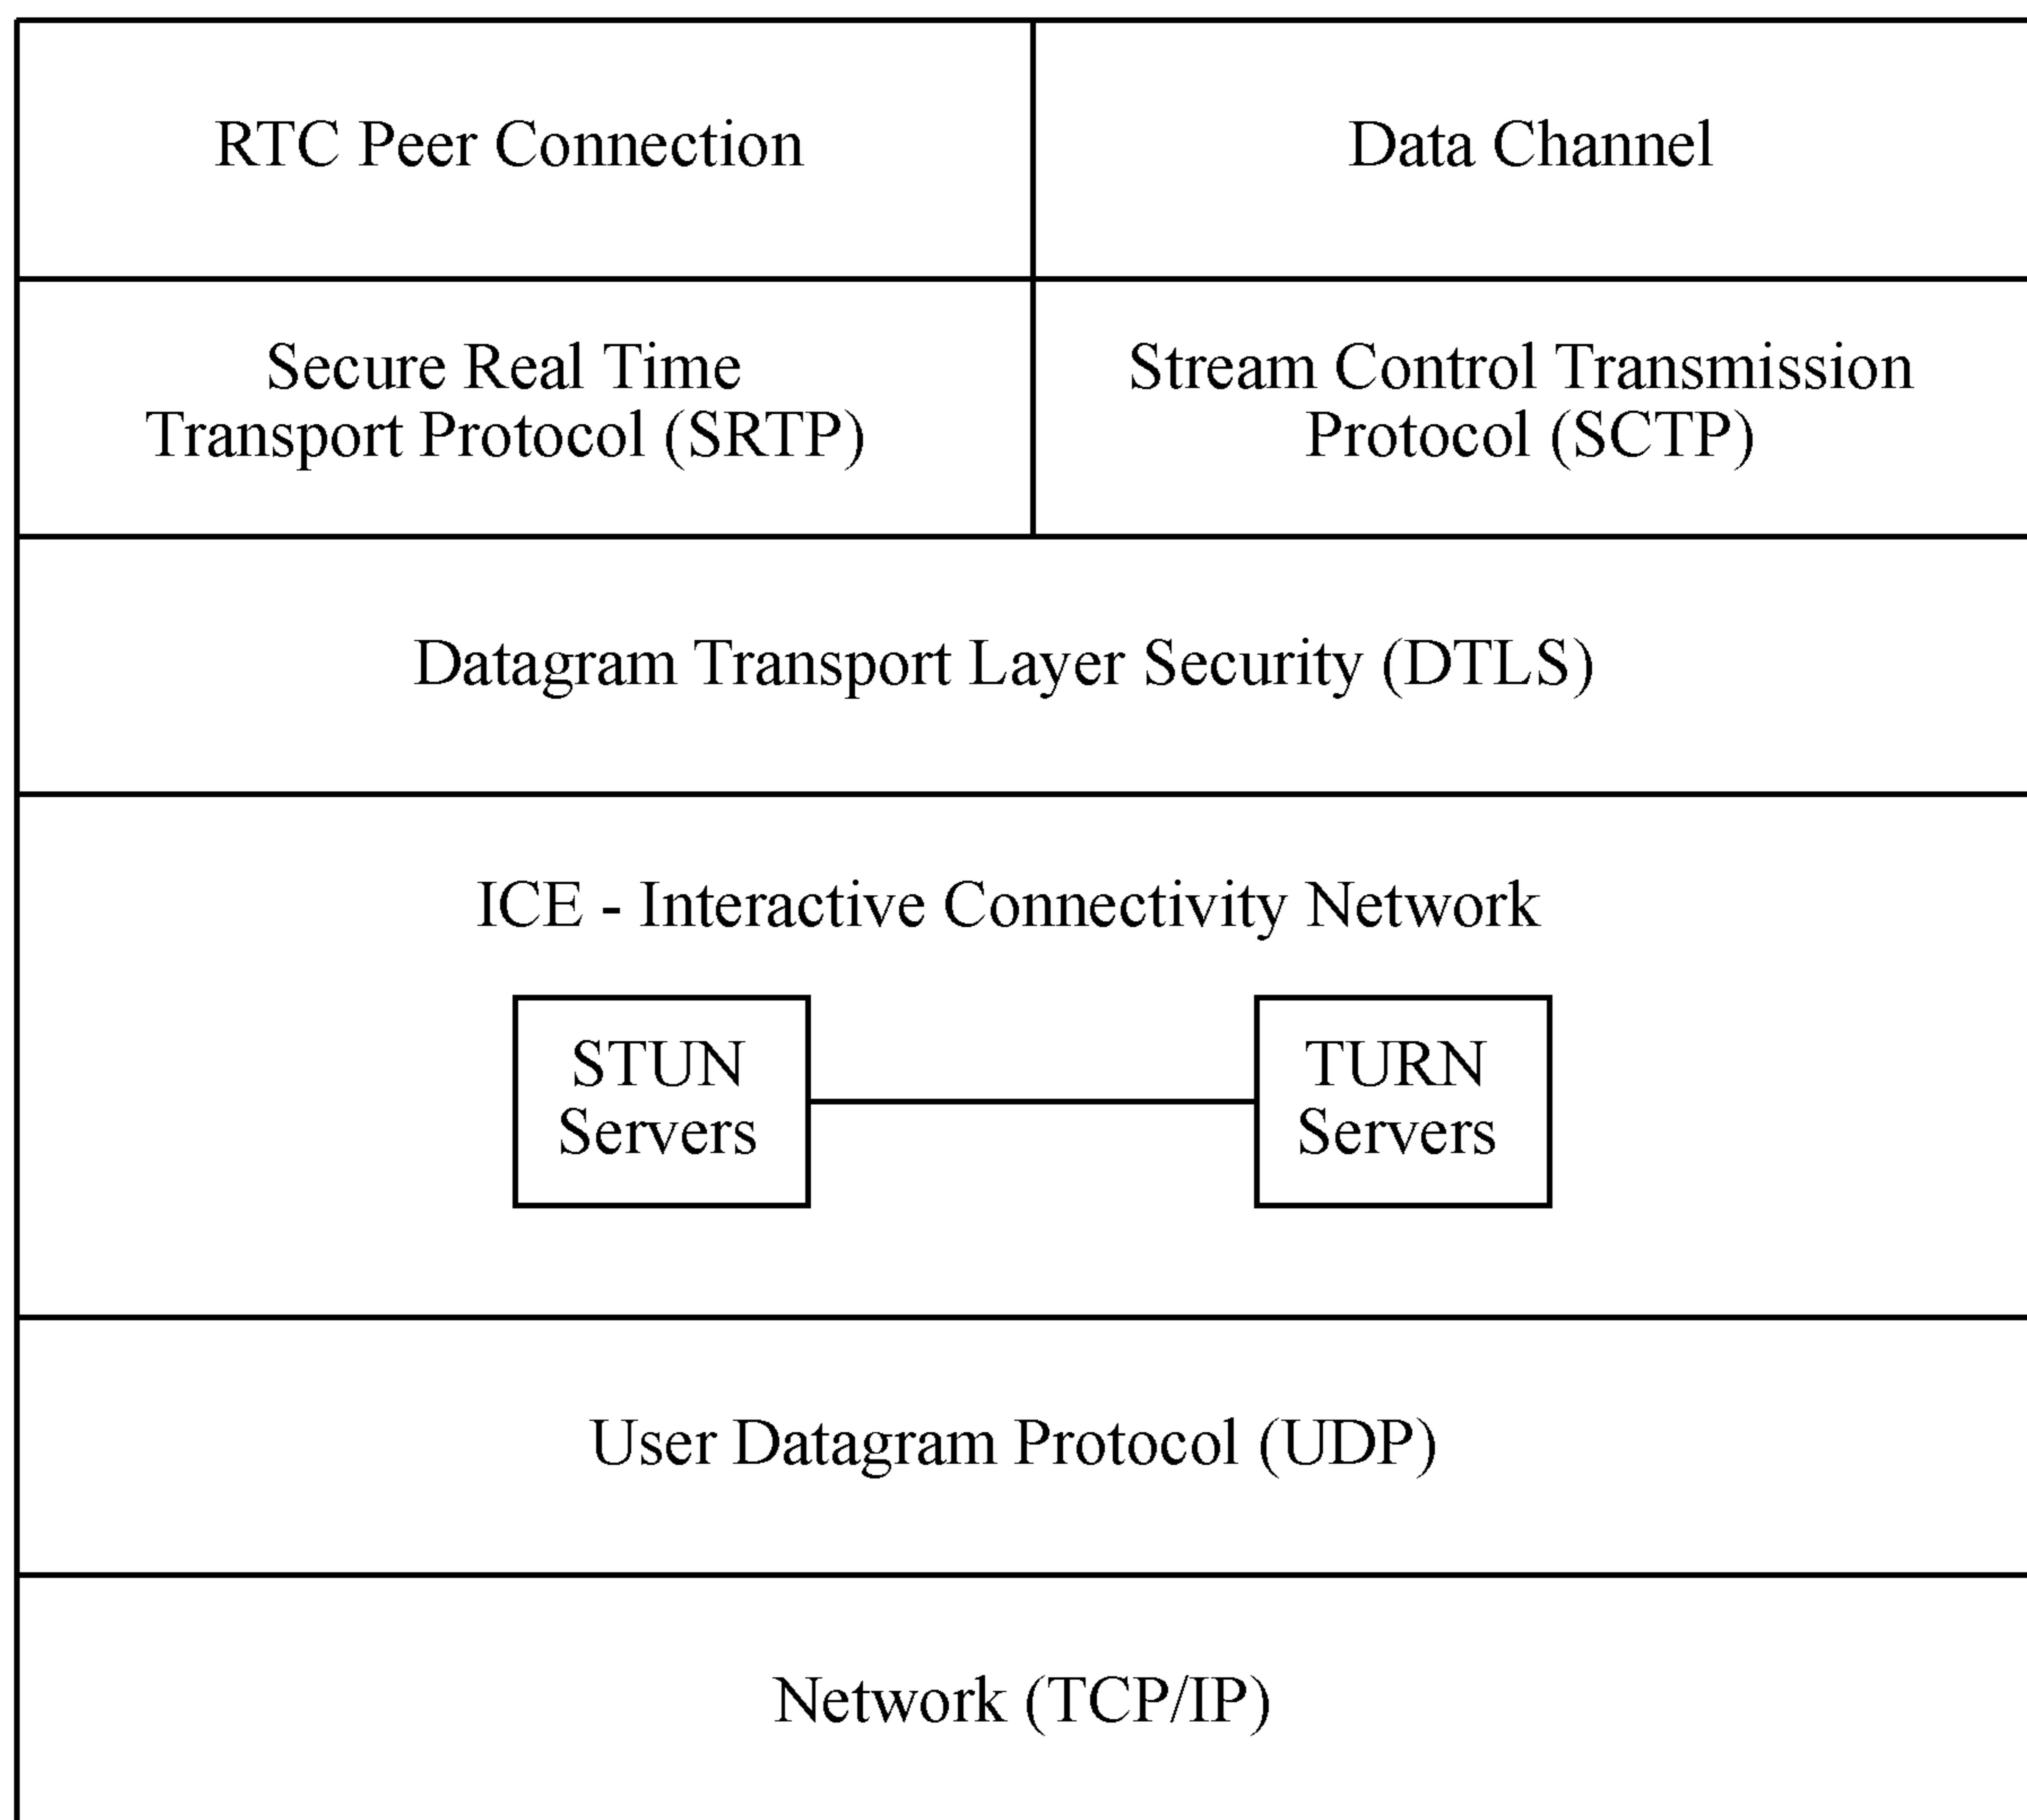 RTC Peer Connection
Data Channel
Secure Real Time
Transport Protocol (SRTP)
Stream Control Transmission
Protocol (SCTP)
Datagram Transport Layer Security (DTLS)
ICE - Interactive Connectivity Network
STUN
Servers
TURN
Servers
User Datagram Protocol (UDP)
Network (TCP/IP)